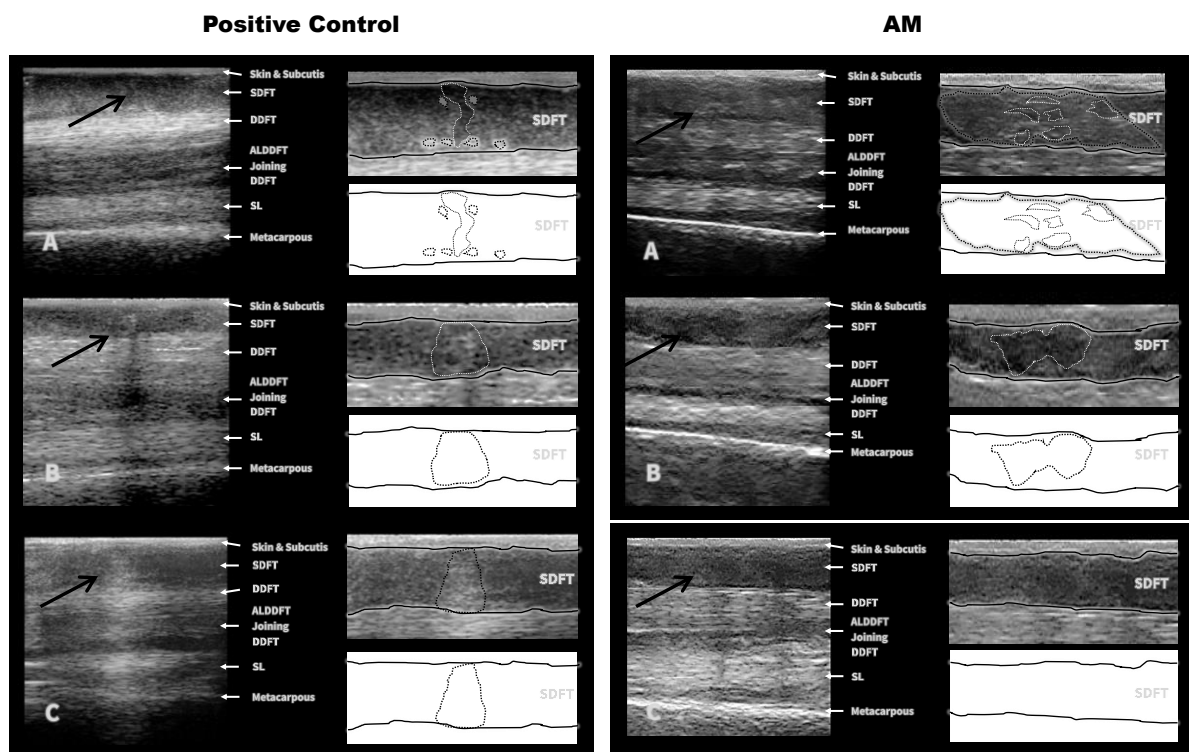 Positive Control
Skin & Subcutis
SDFT
DDFT
ALDDFT
Joining
DDFT
SL
Metacarpous
A
SDFT
SDFT
Skin & Subcutis
SDFT
DDFT
ALDDFT
Joining
DDFT
SL
Metacarpous
B
SDFT
SDFT
Skin & Subcutis
SDFT
DDFT
ALDDFT
Joining
DDFT
SL
Metacarpous
C
SDFT
SDFT
AM
Skin & Subcutis
SDFT
DDFT
ALDDFT
Joining
DDFT
SL
Metacarpous
A
SDFT
SDFT
Skin & Subcutis
SDFT
DDFT
ALDDFT
Joining
DDFT
SL
Metacarpous
B
SDFT
SDFT
Skin & Subcutis
SDFT
DDFT
ALDDFT
Joining
DDFT
SL
Metacarpous
C
SDFT
SDFT